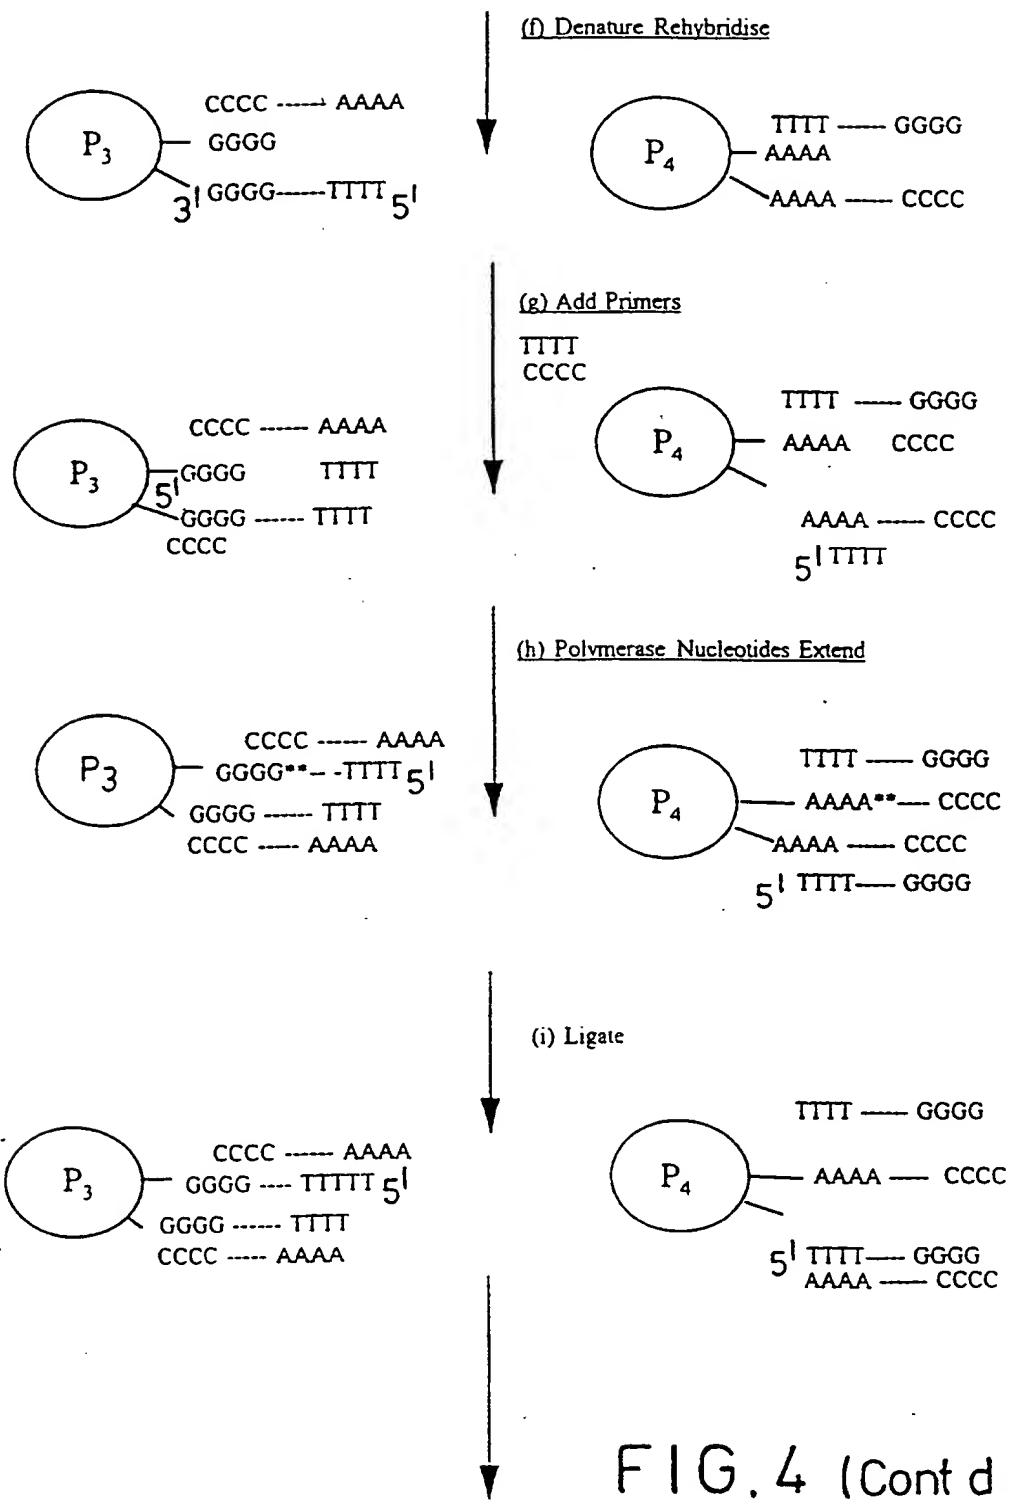 (f) Denature Rehybridise
CCCC ------ AAAA
P3
GGGG
3' GGGG------TTTT 5'
TTTT ------ GGGG
P4
AAAA
AAAA ------ CCCC
(g) Add Primers
TTTT
CCCC
CCCC ------ AAAA
P3
GGGG TTTT
5'
GGGG ------ TTTT
CCCC
TTTT ------ GGGG
P4
AAAA CCCC
AAAA ------ CCCC
5' TTTT
(h) Polymerase Nucleotides Extend
CCCC ------ AAAA
P3
GGGG**-- -TTTT 5'
GGGG ------ TTTT
CCCC ----- AAAA
TTTT ----- GGGG
P4
AAAA**--- CCCC
AAAA ----- CCCC
5' TTTT---- GGGG
(i) Ligate
CCCC ------ AAAA
P3
GGGG ---- TTTTT 5'
GGGG ------ TTTT
CCCC ----- AAAA
TTTT ----- GGGG
P4
AAAA ---- CCCC
5' TTTT---- GGGG
AAAA ----- CCCC
FIG. 4 (Cont d